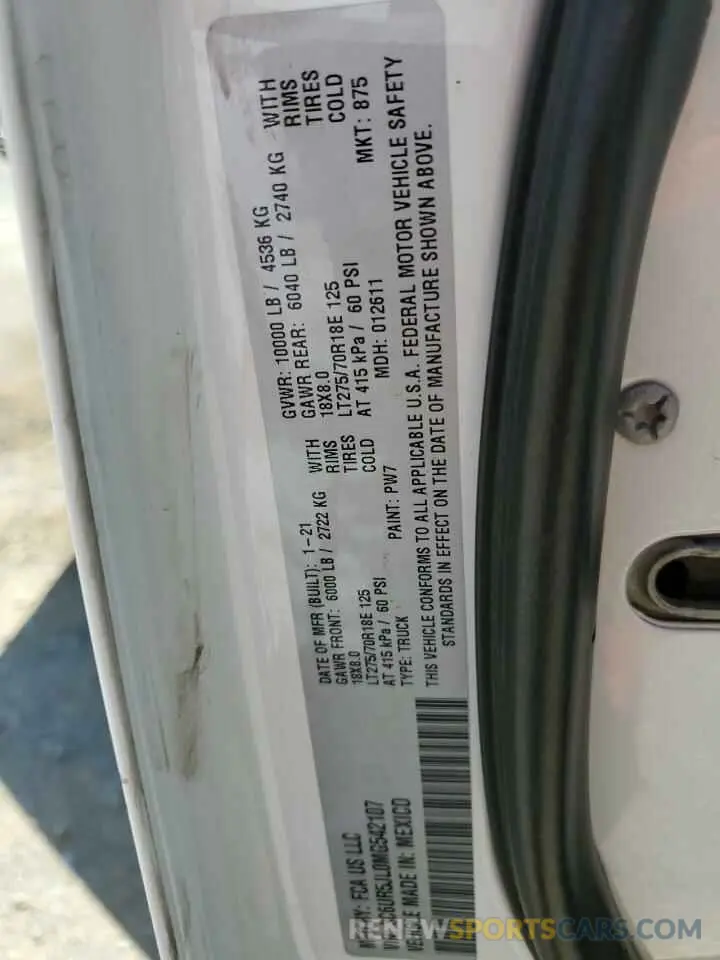 MFD BY: FCA US LLC
DATE OF MFR (BUILT): 1-21
GVWR: 10000 LB / 4536 KG
GAWR FRONT: 6000 LB / 2722 KG WITH
GAWR REAR: 6040 LB / 2740 KG WITH
18X8.0 RIMS
18X8.0 RIMS
LT275/70R18E 125 TIRES
LT275/70R18E 125 TIRES
AT 415 kPa / 60 PSI COLD
AT 415 kPa / 60 PSI COLD
C6UR5JL0MG542107
TYPE: TRUCK
PAINT: PW7
MDH: 012611
MKT: 875
VEHICLE MADE IN: MEXICO
THIS VEHICLE CONFORMS TO ALL APPLICABLE U.S.A. FEDERAL MOTOR VEHICLE SAFETY
STANDARDS IN EFFECT ON THE DATE OF MANUFACTURE SHOWN ABOVE.
RENEWSPORTSCARS.COM